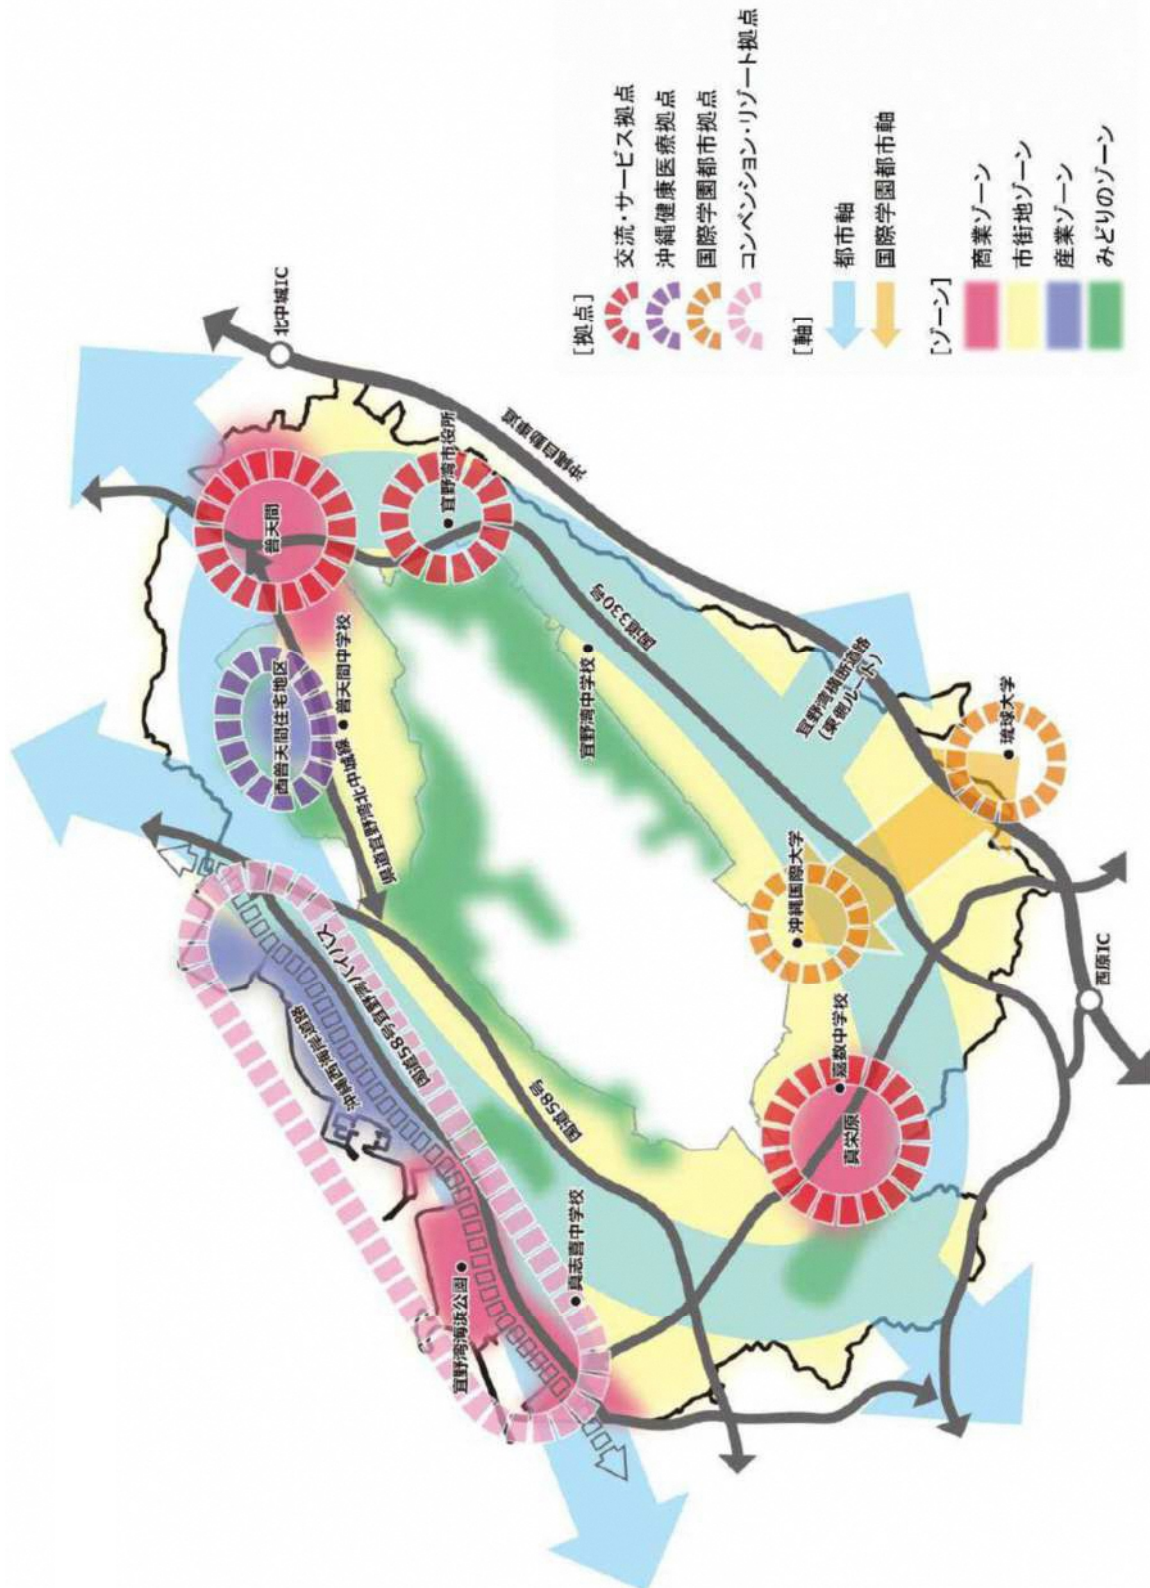 北中城IC
普天間
宜野湾市役所
沖縄自動車道
西普天間住宅地区
普天間中学校
県道宜野湾北中城線
国道330号
宜野湾中学校
宜野湾横断道路
(東側ルート)
琉球大学
沖縄国際大学
西原IC
沖縄西海岸道路
国道58号宜野湾バイパス
国道58号
嘉数中学校
真栄原
宜野湾海浜公園
真志喜中学校
[拠点]
交流・サービス拠点
沖縄健康医療拠点
国際学園都市拠点
コンベンション・リゾート拠点
[軸]
都市軸
国際学園都市軸
[ゾーン]
商業ゾーン
市街地ゾーン
産業ゾーン
みどりのゾーン